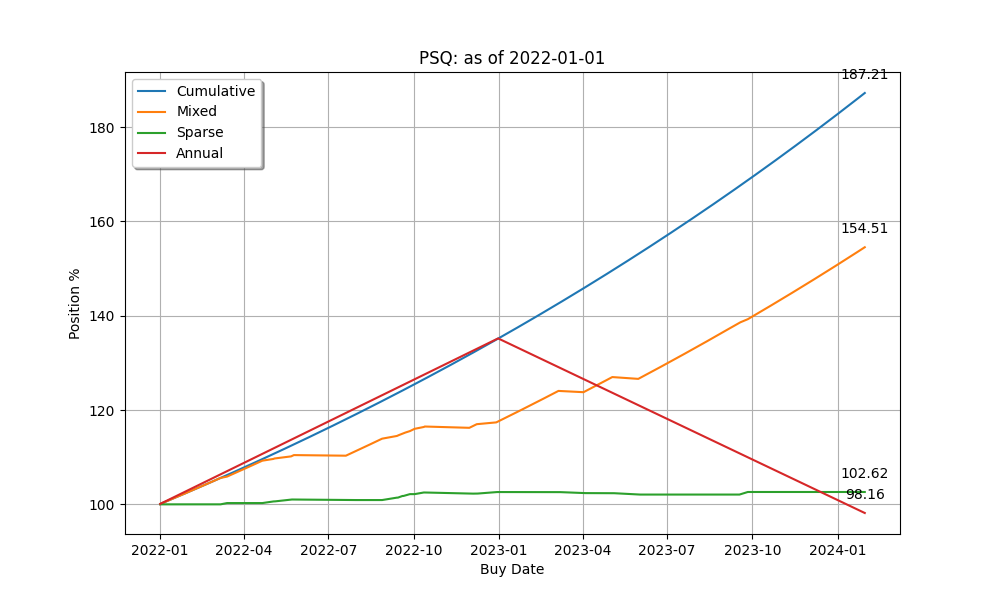 PSQ: as of 2022-01-01
187.21
Cumulative
Mixed
Sparse
Annual
180
160
154.51
140
120
100
102.62
98.16
Position %
2022-01
2022-04
2022-07
2022-10
2023-01
2023-04
2023-07
2023-10
2024-01
Buy Date